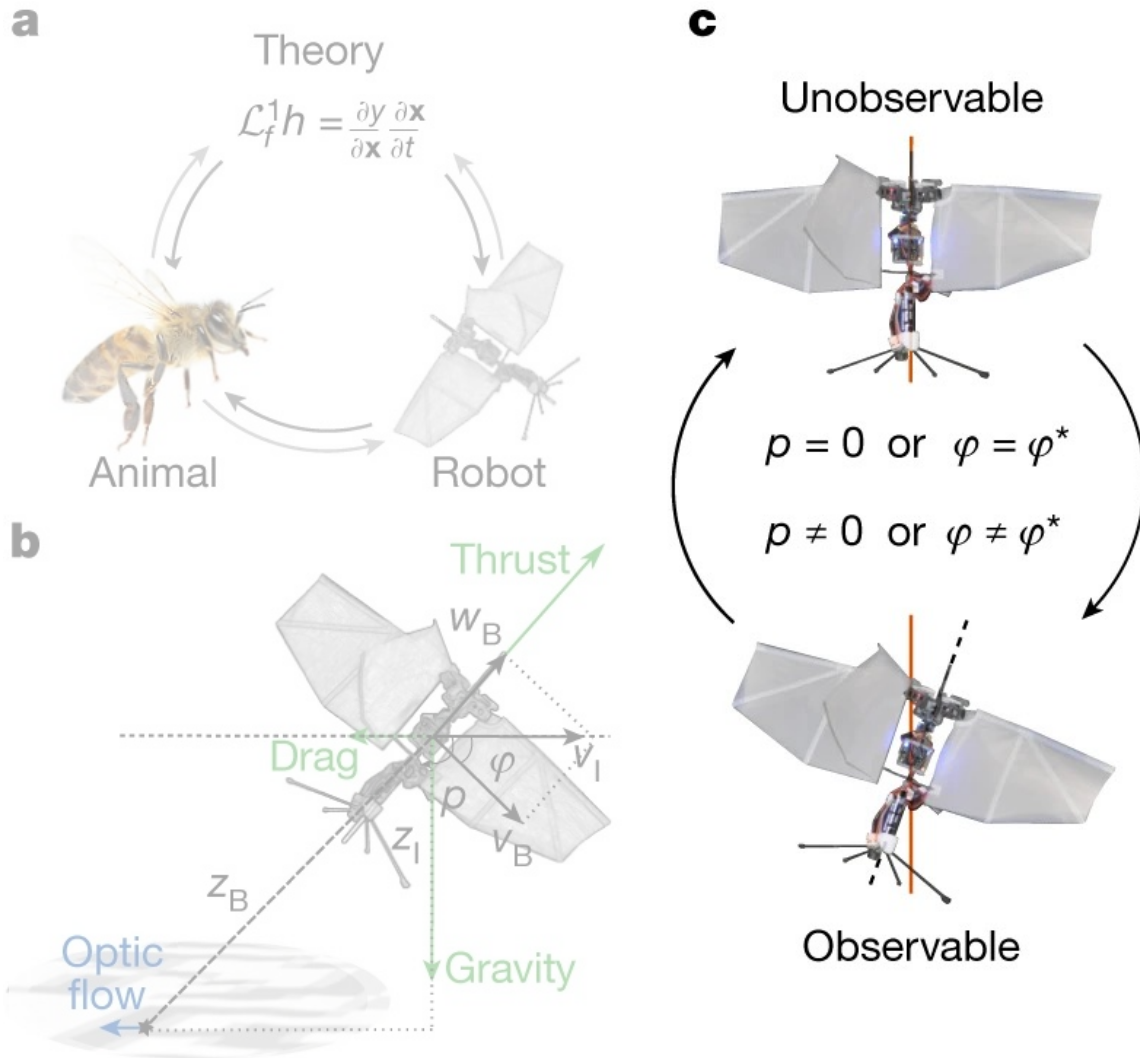 a
Theory
ℒ¹_f h = ∂y/∂x ∂x/∂t
Animal
Robot
b
Thrust
w_B
Drag
φ
v_I
p
v_B
z_I
z_B
Optic
flow
Gravity
c
Unobservable
p = 0 or φ = φ*
p ≠ 0 or φ ≠ φ*
Observable